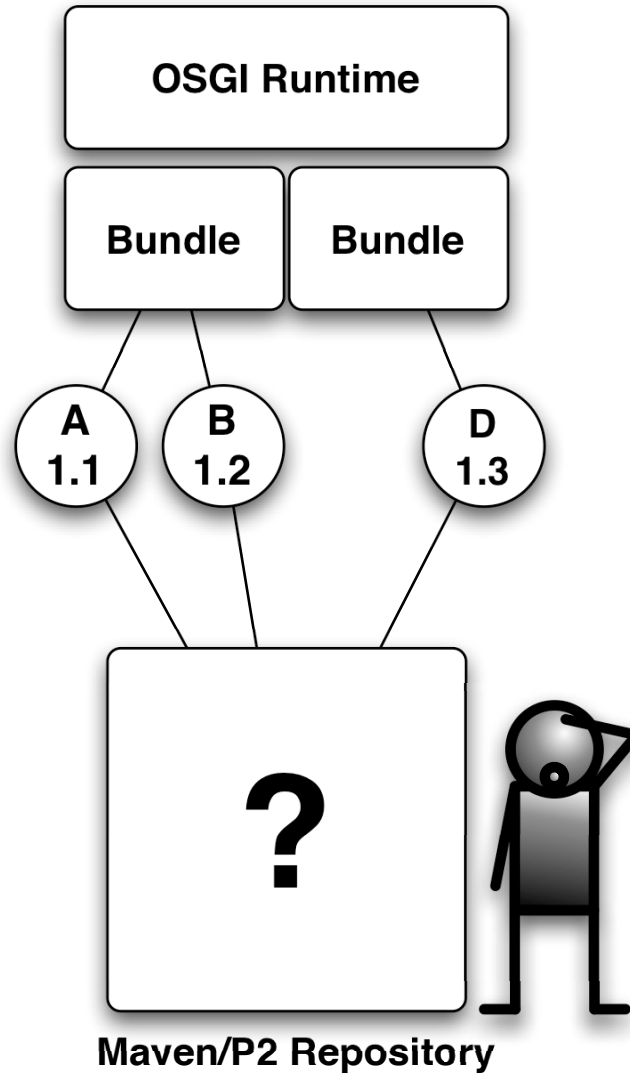 OSGI Runtime
Bundle
Bundle
A
1.1
B
1.2
D
1.3
?
Maven/P2 Repository